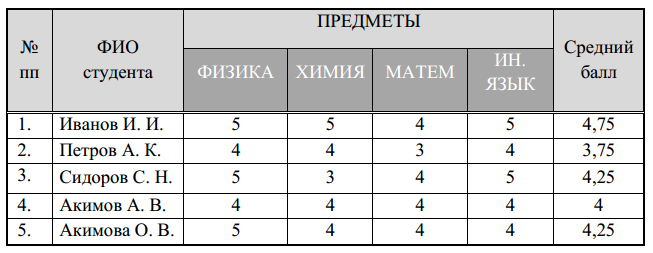 № пп ФИО студента ПРЕДМЕТЫ Средний балл
ФИЗИКА ХИМИЯ МАТЕМ ИН. ЯЗЫК
1. Иванов И. И. 5 5 4 5 4,75
2. Петров А. К. 4 4 3 4 3,75
3. Сидоров С. Н. 5 3 4 5 4,25
4. Акимов А. В. 4 4 4 4 4
5. Акимова О. В. 5 4 4 4 4,25